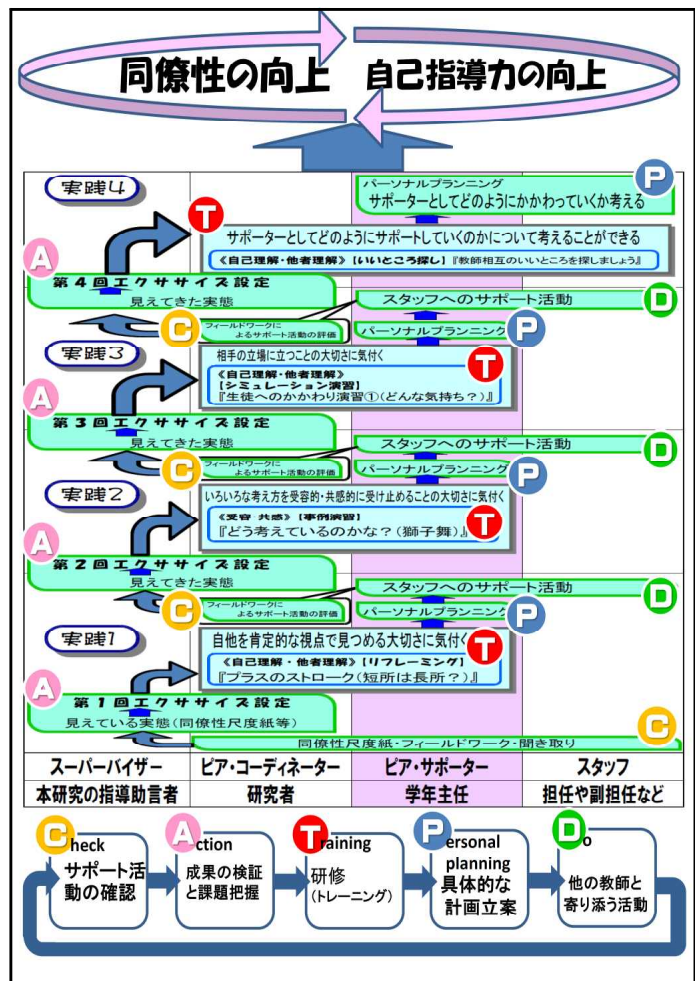 同僚性の向上 自己指導力の向上
実践4
P
パーソナルプランニング
サポーターとしてどのようにかかわっていくか考える
T
サポーターとしてどのようにサポートしていくのかについて考えることができる
《自己理解・他者理解》【いいところ探し】『教師相互のいいところを探しましょう』
A
第4回エクササイズ設定
見えてきた実態
スタッフへのサポート活動
D
C
フィールドワークに
よるサポート活動の評価
パーソナルプランニング
P
実践3
相手の立場に立つことの大切さに気付く
《自己理解・他者理解》
【シミュレーション演習】
『生徒へのかかわり演習①(どんな気持ち?)』
T
A
第3回エクササイズ設定
見えてきた実態
スタッフへのサポート活動
D
C
フィールドワークに
よるサポート活動の評価
パーソナルプランニング
P
実践2
いろいろな考え方を受容的・共感的に受け止めることの大切さに気付く
《受容・共感》【事例演習】
『どう考えているのかな?(獅子舞)』
T
A
第2回エクササイズ設定
見えてきた実態
スタッフへのサポート活動
D
C
フィールドワークに
よるサポート活動の評価
パーソナルプランニング
P
実践1
自他を肯定的な視点で見つめる大切さに気付く
《自己理解・他者理解》【リフレーミング】
『プラスのストローク(短所は長所?)』
T
A
第1回エクササイズ設定
見えている実態(同僚性尺度紙等)
C
同僚性尺度紙・フィールドワーク・聞き取り
スーパーバイザー ピア・コーディネーター ピア・サポーター スタッフ
本研究の指導助言者 研究者 学年主任 担任や副担任など
Check
サポート活
動の確認
Action
成果の検証
と課題把握
Training
研修
(トレーニング)
Personal
planning
具体的な
計画立案
Do
他の教師と
寄り添う活動